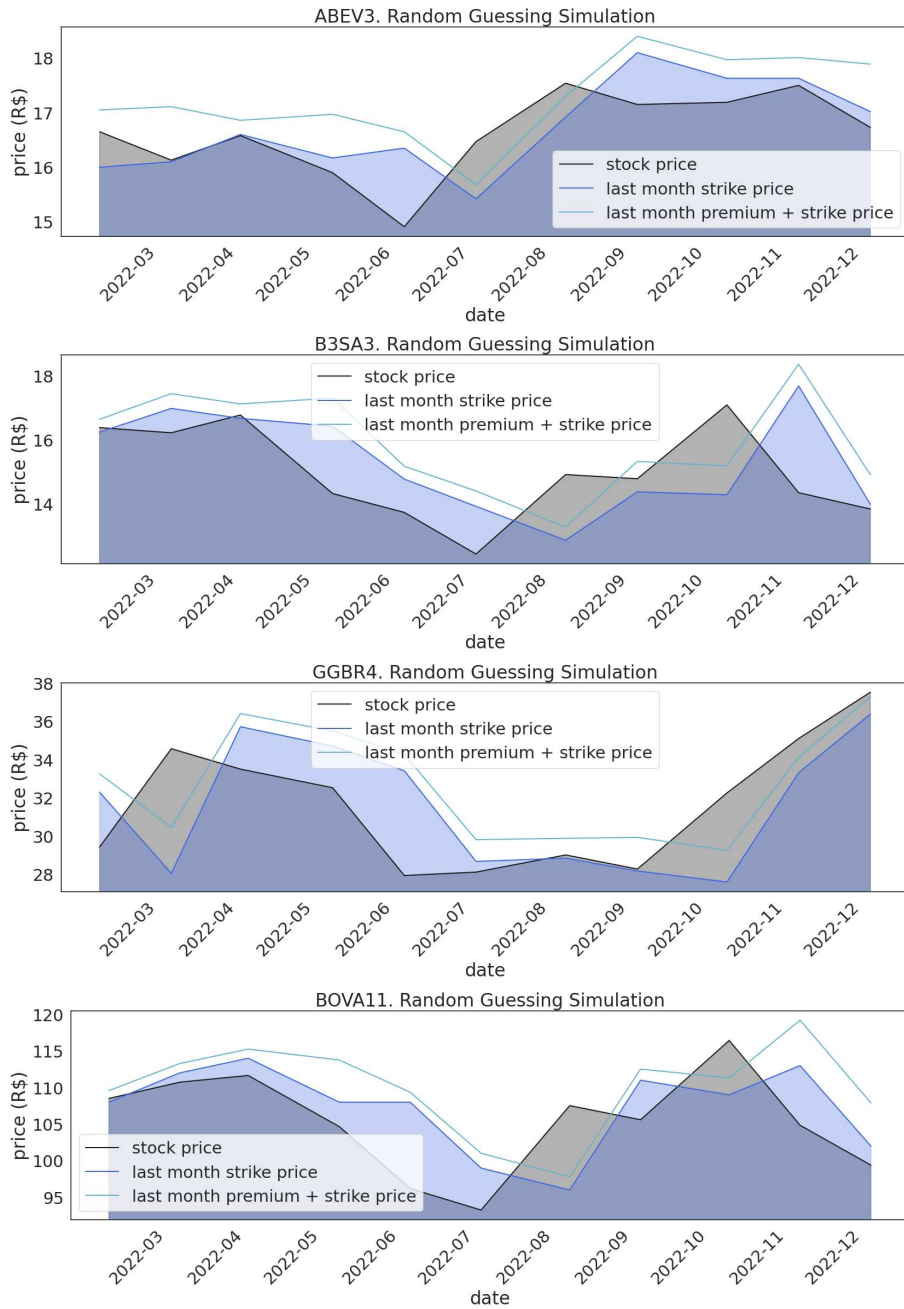 ABEV3. Random Guessing Simulation
price (R$)
18
17
16
15
stock price
last month strike price
last month premium + strike price
2022-03
2022-04
2022-05
2022-06
2022-07
2022-08
2022-09
2022-10
2022-11
2022-12
date
B3SA3. Random Guessing Simulation
price (R$)
18
16
14
stock price
last month strike price
last month premium + strike price
2022-03
2022-04
2022-05
2022-06
2022-07
2022-08
2022-09
2022-10
2022-11
2022-12
date
GGBR4. Random Guessing Simulation
price (R$)
38
36
34
32
30
28
stock price
last month strike price
last month premium + strike price
2022-03
2022-04
2022-05
2022-06
2022-07
2022-08
2022-09
2022-10
2022-11
2022-12
date
BOVA11. Random Guessing Simulation
price (R$)
120
115
110
105
100
95
stock price
last month strike price
last month premium + strike price
2022-03
2022-04
2022-05
2022-06
2022-07
2022-08
2022-09
2022-10
2022-11
2022-12
date